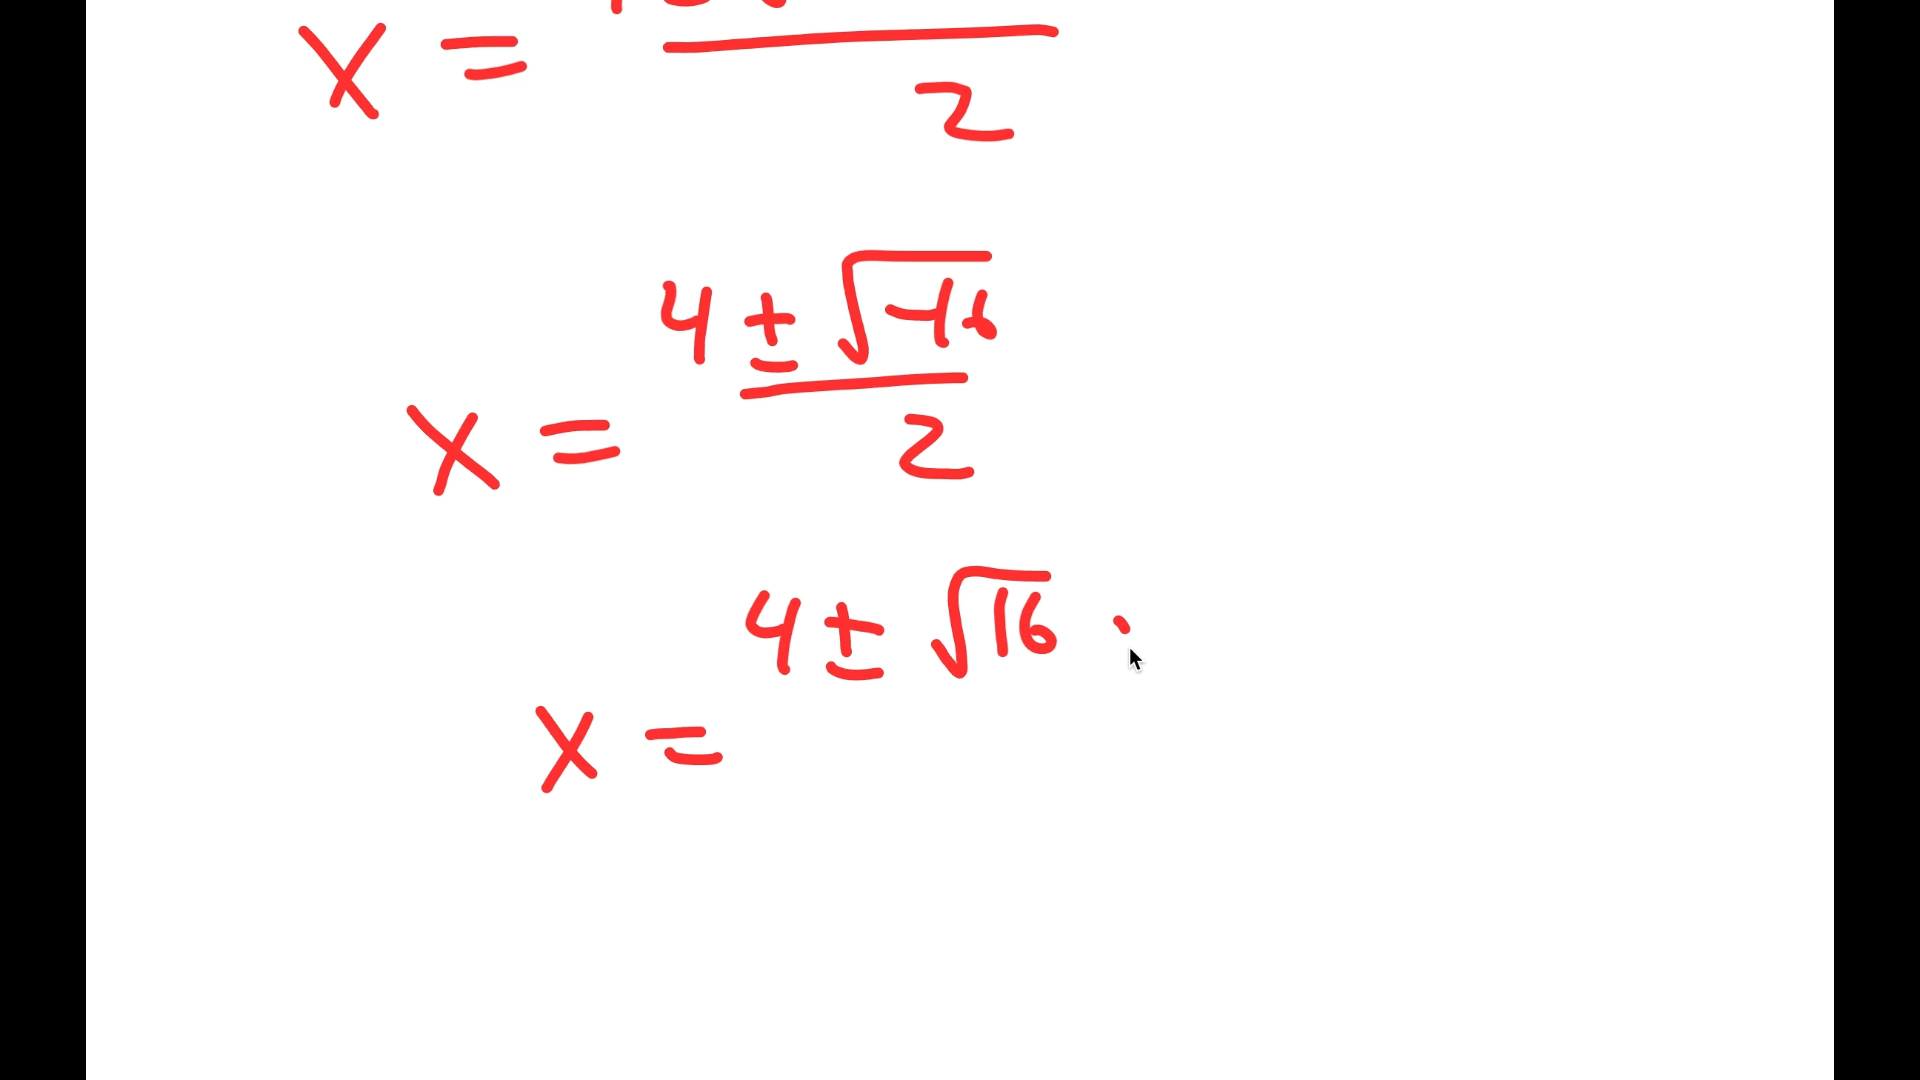 x = /2
x = (4 ± √-16)/2
x = 4 ± √16 ·